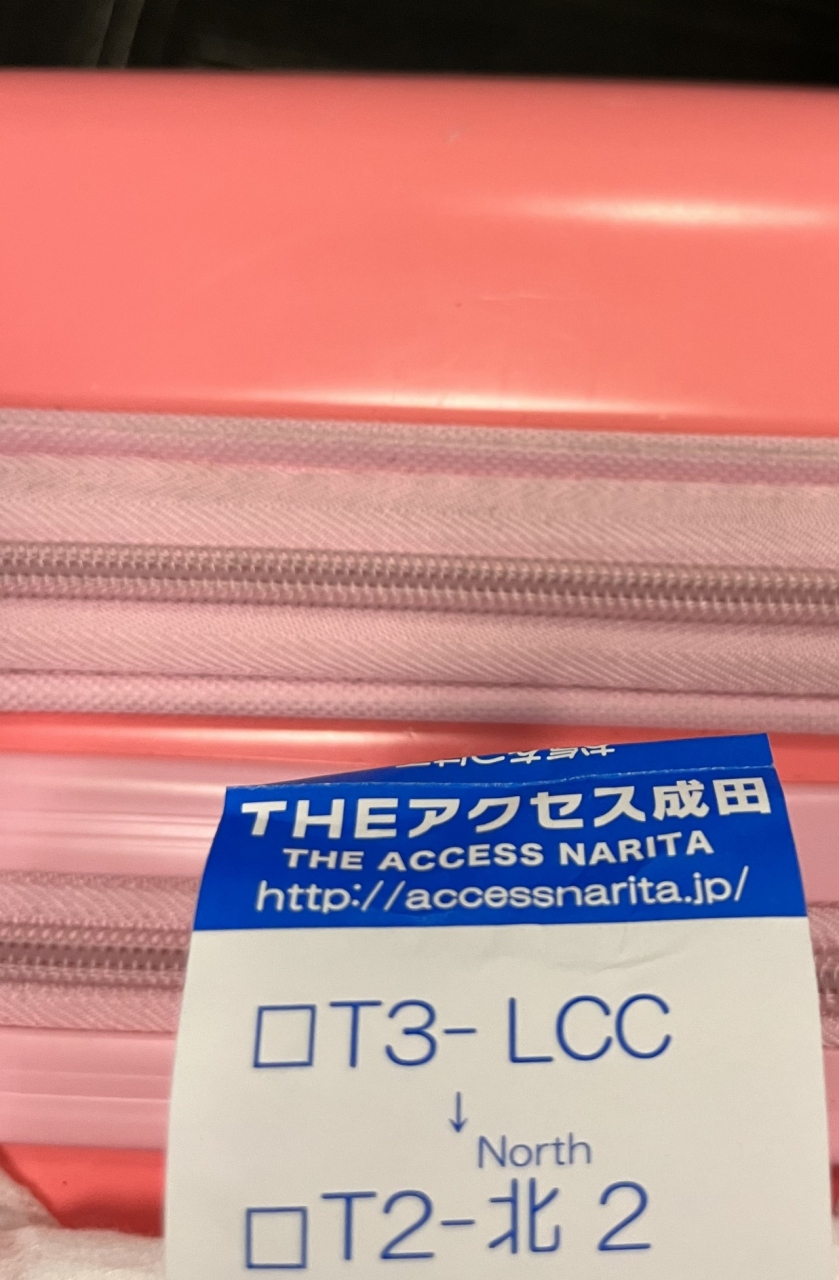 THEアクセス成田
THE ACCESS NARITA
http://accessnarita.jp/
□T3- LCC
↓
North
□T2-北 2